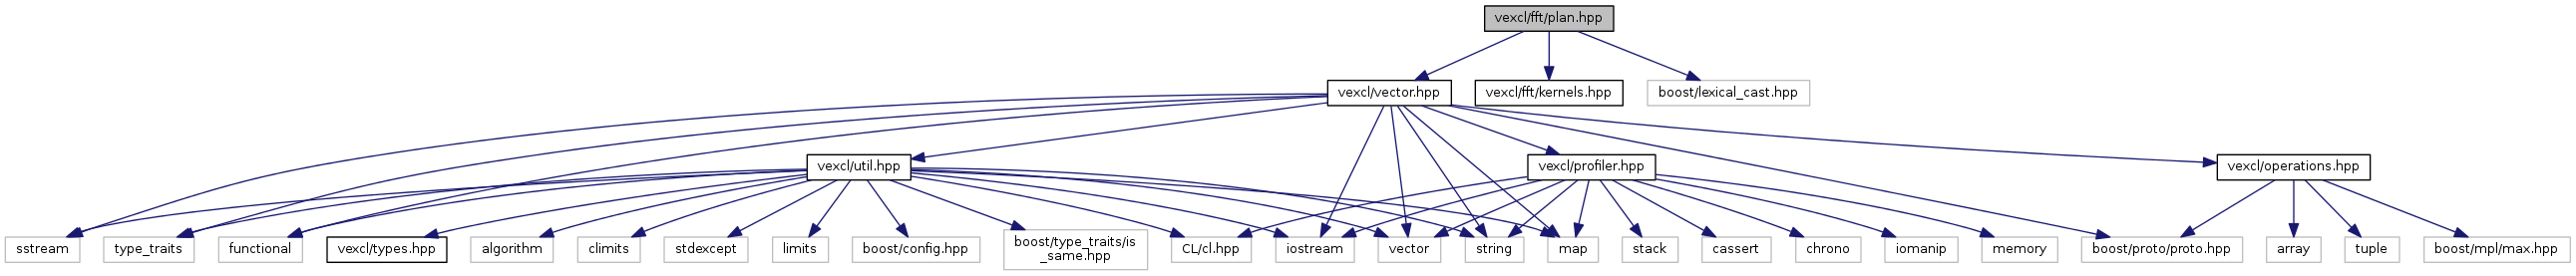 vexcl/fft/plan.hpp
vexcl/vector.hpp
vexcl/fft/kernels.hpp
boost/lexical_cast.hpp
vexcl/util.hpp
vexcl/profiler.hpp
vexcl/operations.hpp
sstream
type_traits
functional
vexcl/types.hpp
algorithm
climits
stdexcept
limits
boost/config.hpp
boost/type_traits/is
_same.hpp
CL/cl.hpp
iostream
vector
string
map
stack
cassert
chrono
iomanip
memory
boost/proto/proto.hpp
array
tuple
boost/mpl/max.hpp